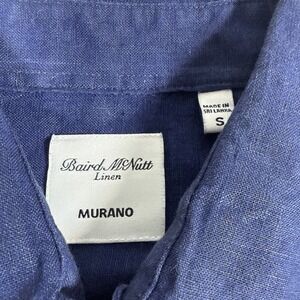 Baird McNutt
Linen
MURANO
MADE IN
SRI LANKA
S